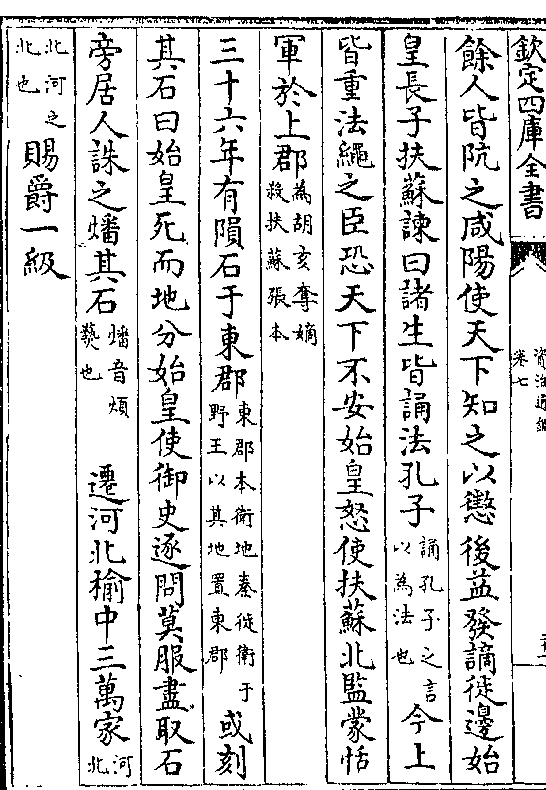 欽定四庫全書
資治通鑑
卷七
餘人皆阬之咸陽使天下知之以懲後益發謫徙邊始
皇長子扶蘇諫曰諸生皆誦法孔子誦孔子之言以為法也今上
皆重法繩之臣恐天下不安始皇怒使扶蘇北監蒙恬
軍於上郡為胡亥奪嫡殺扶蘇張本
三十六年有隕石于東郡東郡本衛地秦徙衛于野王以其地置東郡或刻
其石曰始皇死而地分始皇使御史逐問莫服盡取石
旁居人誅之燔其石燔音煩爇也遷河北榆中三萬家河北
北河之北也賜爵一級